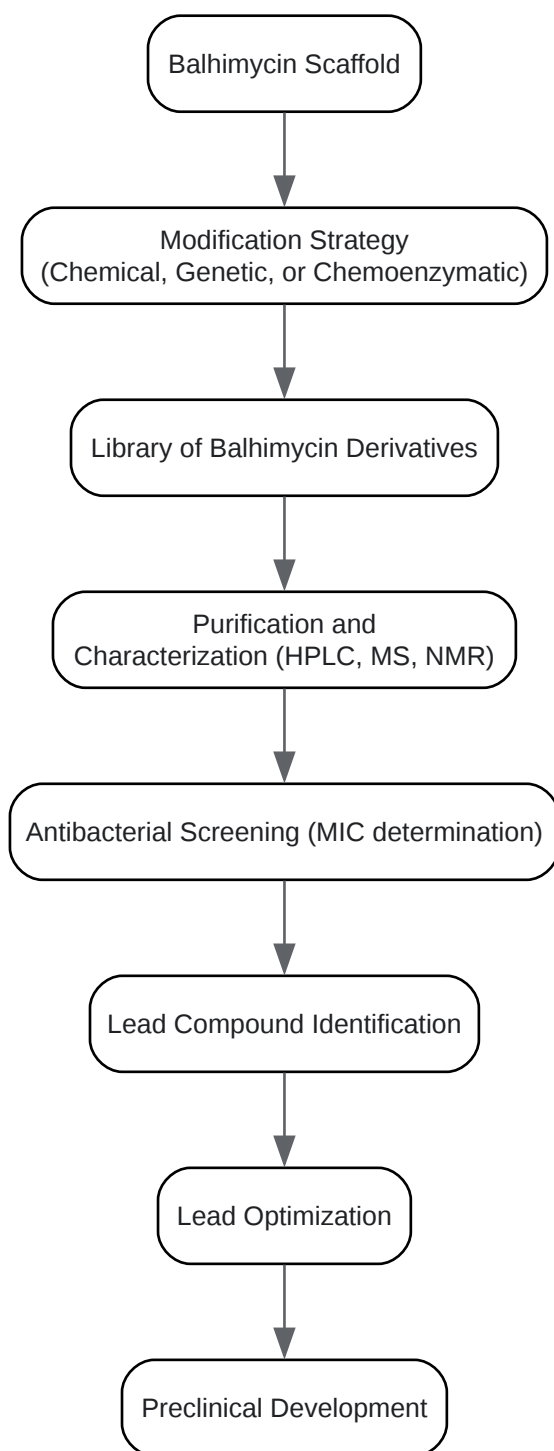 Balhimycin Scaffold
Modification Strategy
(Chemical, Genetic, or Chemoenzymatic)
Library of Balhimycin Derivatives
Purification and
Characterization (HPLC, MS, NMR)
Antibacterial Screening (MIC determination)
Lead Compound Identification
Lead Optimization
Preclinical Development